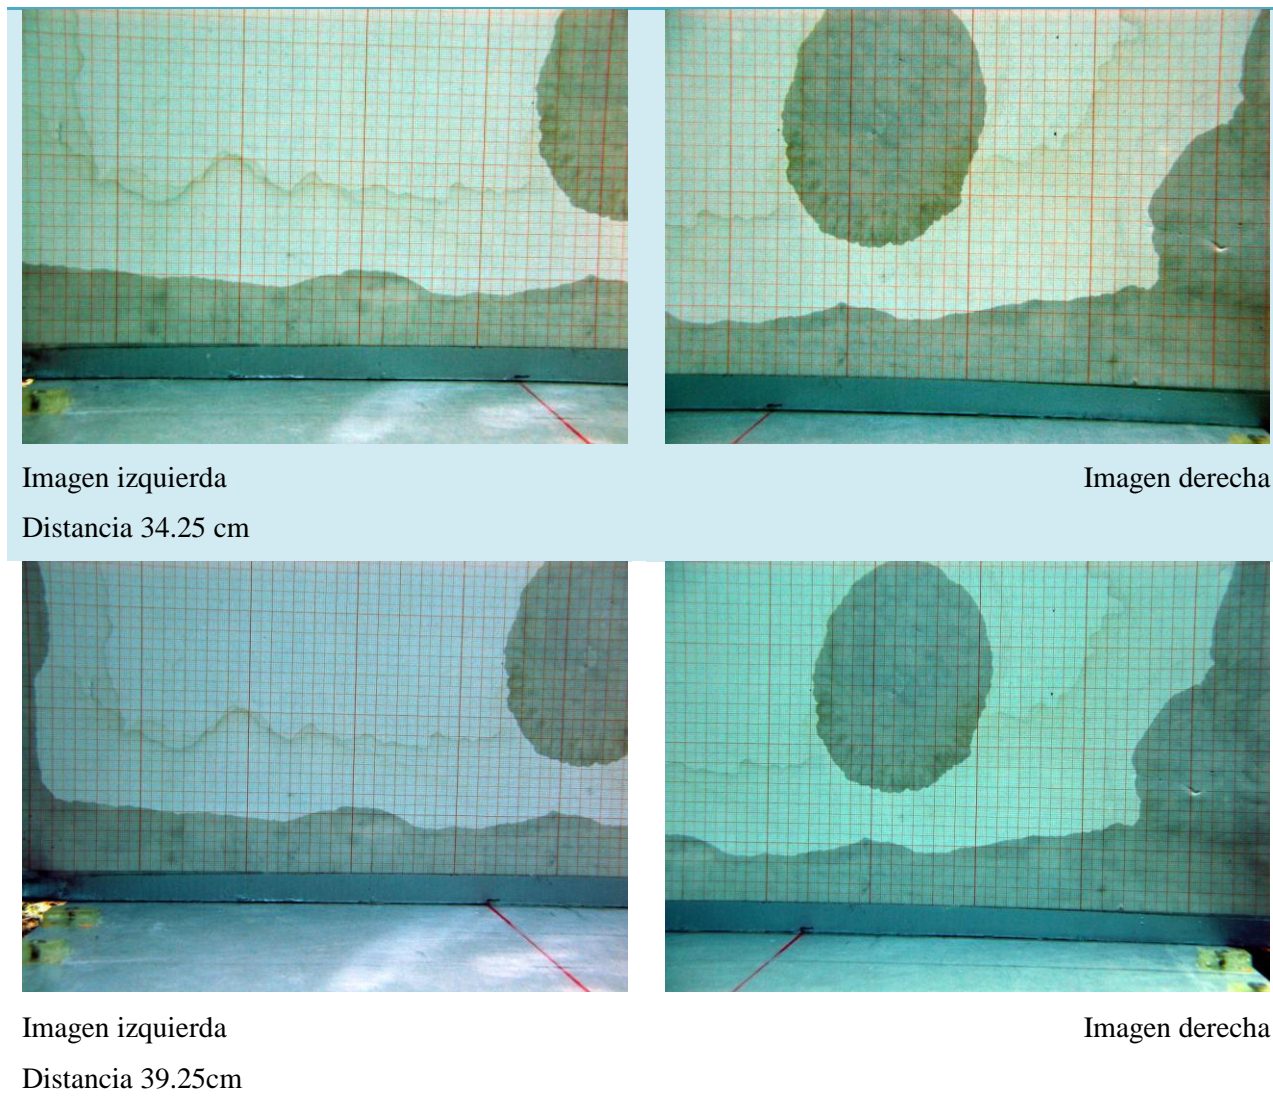 Imagen izquierda
Imagen derecha
Distancia 34.25 cm
Imagen izquierda
Imagen derecha
Distancia 39.25cm